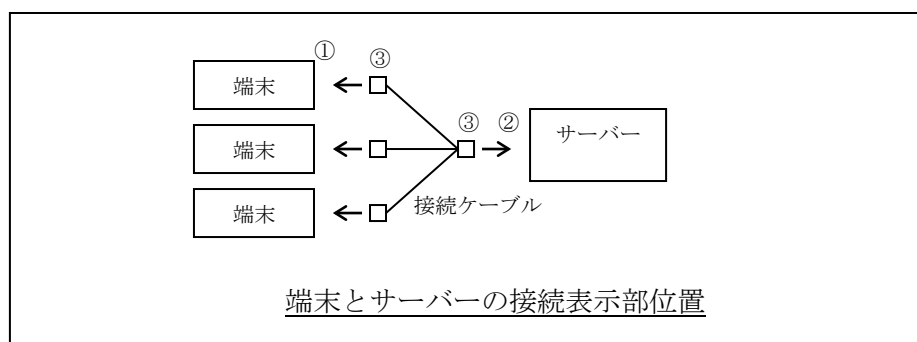 ① ③
端末
③ ② サーバー
端末
端末
接続ケーブル
端末とサーバーの接続表示部位置